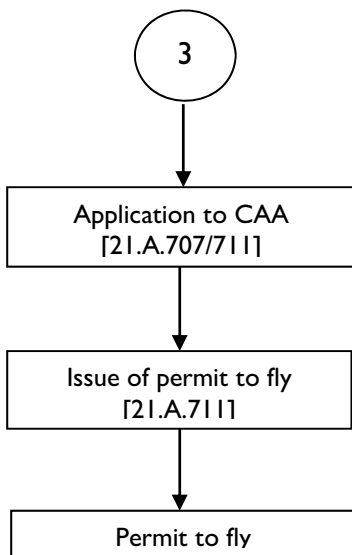 3
Application to CAA
[21.A.707/711]
Issue of permit to fly
[21.A.711]
Permit to fly